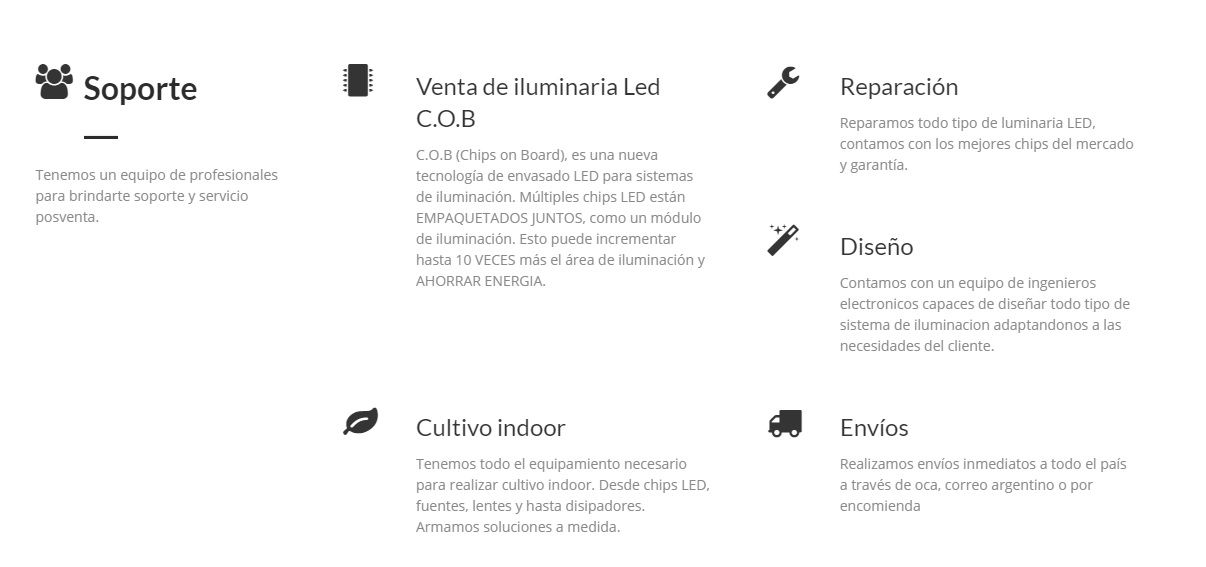 Soporte
Tenemos un equipo de profesionales
para brindarte soporte y servicio
posventa.
Venta de iluminaria Led
C.O.B
C.O.B (Chips on Board), es una nueva
tecnología de envasado LED para sistemas
de iluminación. Múltiples chips LED están
EMPAQUETADOS JUNTOS, como un módulo
de iluminación. Esto puede incrementar
hasta 10 VECES más el área de iluminación y
AHORRAR ENERGIA.
Reparación
Reparamos todo tipo de luminaria LED,
contamos con los mejores chips del mercado
y garantía.
Diseño
Contamos con un equipo de ingenieros
electronicos capaces de diseñar todo tipo de
sistema de iluminacion adaptandonos a las
necesidades del cliente.
Cultivo indoor
Tenemos todo el equipamiento necesario
para realizar cultivo indoor. Desde chips LED,
fuentes, lentes y hasta disipadores.
Armamos soluciones a medida.
Envíos
Realizamos envíos inmediatos a todo el país
a través de oca, correo argentino o por
encomienda